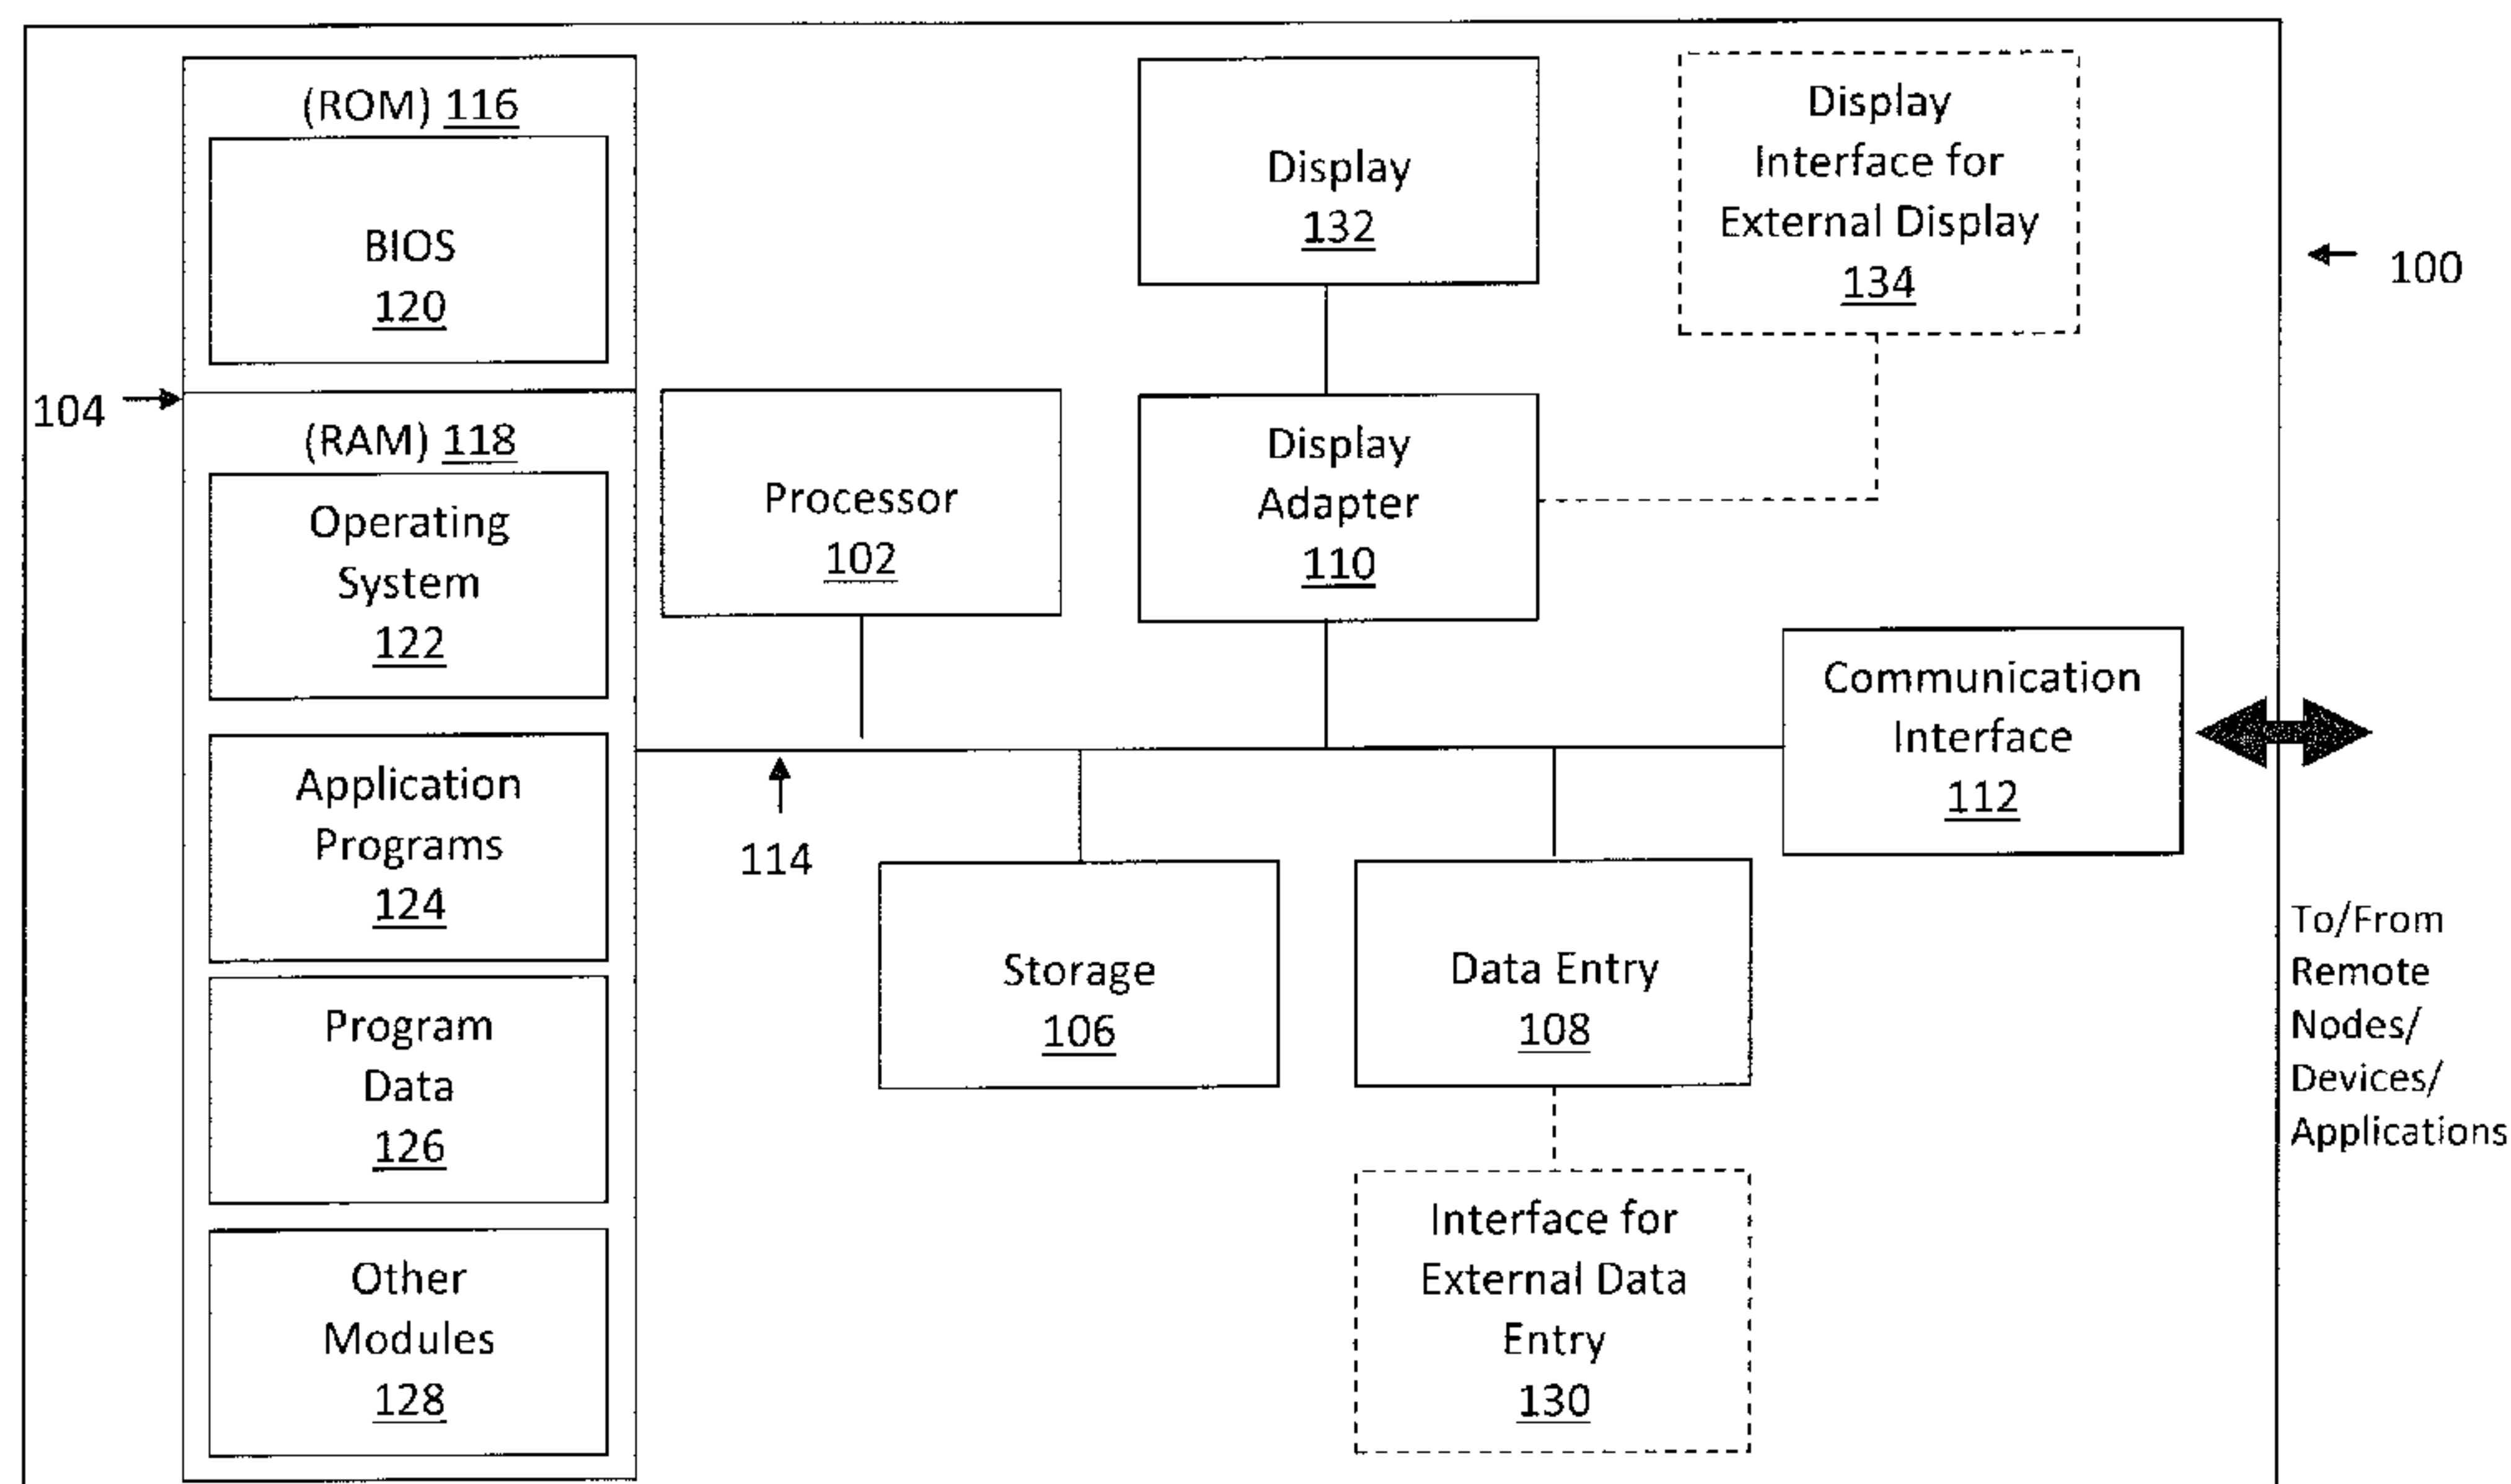 (ROM) 116
BIOS
120
104
(RAM) 118
Operating
System
122
Application
Programs
124
Program
Data
126
Other
Modules
128
Processor
102
114
Display
132
Display
Interface for
External Display
134
100
Display
Adapter
110
Communication
Interface
112
Storage
106
Data Entry
108
Interface for
External Data
Entry
130
To/From
Remote
Nodes/
Devices/
Applications